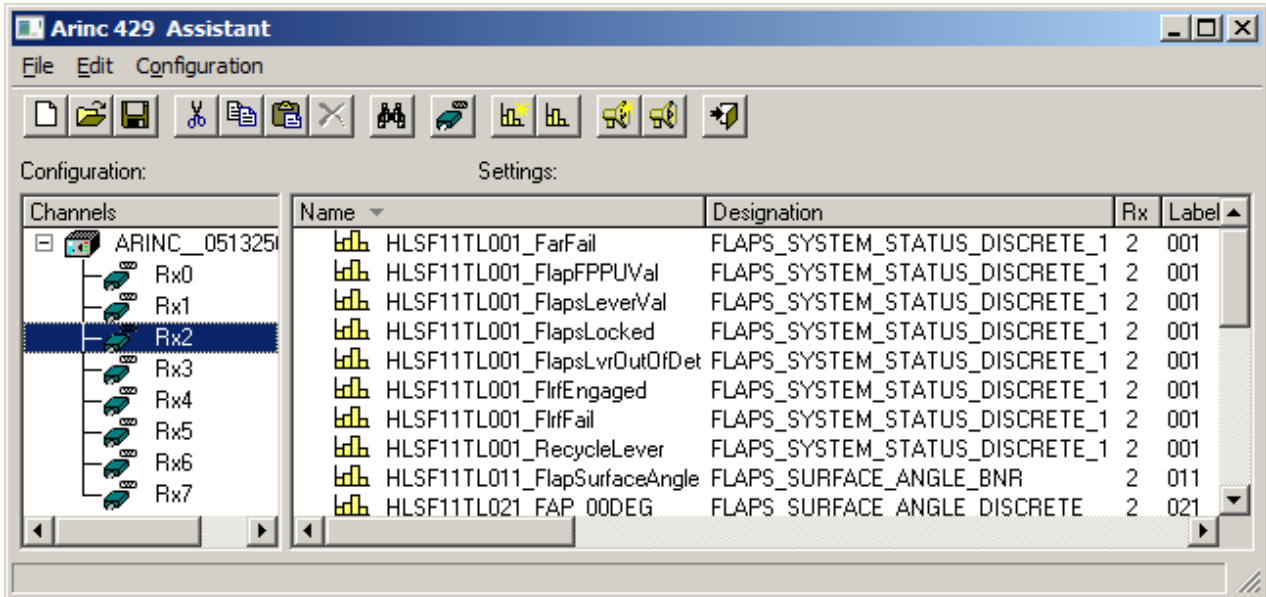 Arinc 429 Assistant
File Edit Configuration
Configuration: Settings:
Channels Name Designation Rx Label
ARINC__0513250 HLSF11TL001_FarFail FLAPS_SYSTEM_STATUS_DISCRETE_1 2 001
Rx0 HLSF11TL001_FlapFPPUVal FLAPS_SYSTEM_STATUS_DISCRETE_1 2 001
Rx1 HLSF11TL001_FlapsLeverVal FLAPS_SYSTEM_STATUS_DISCRETE_1 2 001
Rx2 HLSF11TL001_FlapsLocked FLAPS_SYSTEM_STATUS_DISCRETE_1 2 001
Rx3 HLSF11TL001_FlapsLvrOutOfDet FLAPS_SYSTEM_STATUS_DISCRETE_1 2 001
Rx4 HLSF11TL001_FlrfEngaged FLAPS_SYSTEM_STATUS_DISCRETE_1 2 001
Rx5 HLSF11TL001_FlrfFail FLAPS_SYSTEM_STATUS_DISCRETE_1 2 001
Rx6 HLSF11TL001_RecycleLever FLAPS_SYSTEM_STATUS_DISCRETE_1 2 001
Rx7 HLSF11TL011_FlapSurfaceAngle FLAPS_SURFACE_ANGLE_BNR 2 011
HLSF11TL021_FAP_00DEG FLAPS_SURFACE_ANGLE_DISCRETE 2 021